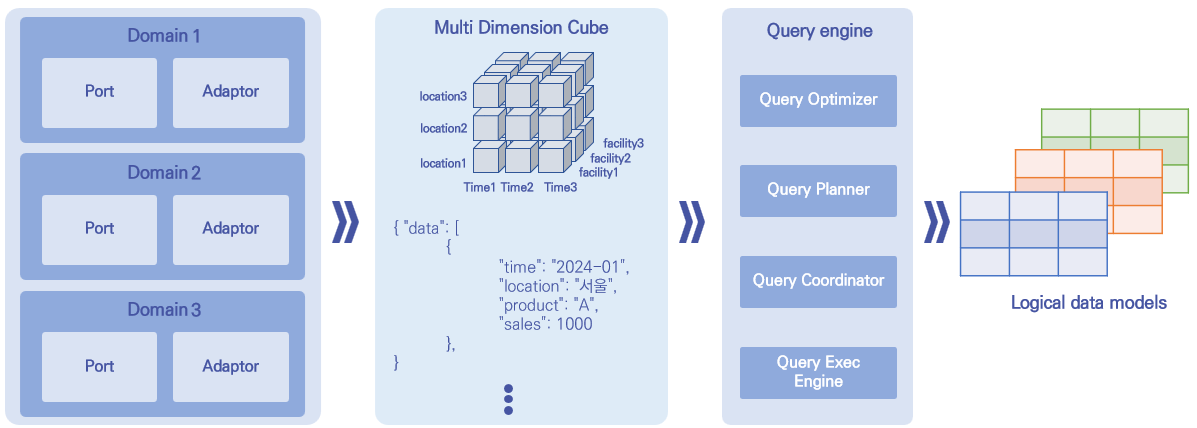 Domain 1
Port
Adaptor
Domain 2
Port
Adaptor
Domain 3
Port
Adaptor
Multi Dimension Cube
location3
location2
location1
facility3
facility2
facility1
Time1 Time2 Time3
{ "data": [
{
"time": "2024-01",
"location": "서울",
"product": "A",
"sales": 1000
},
}
Query engine
Query Optimizer
Query Planner
Query Coordinator
Query Exec
Engine
Logical data models